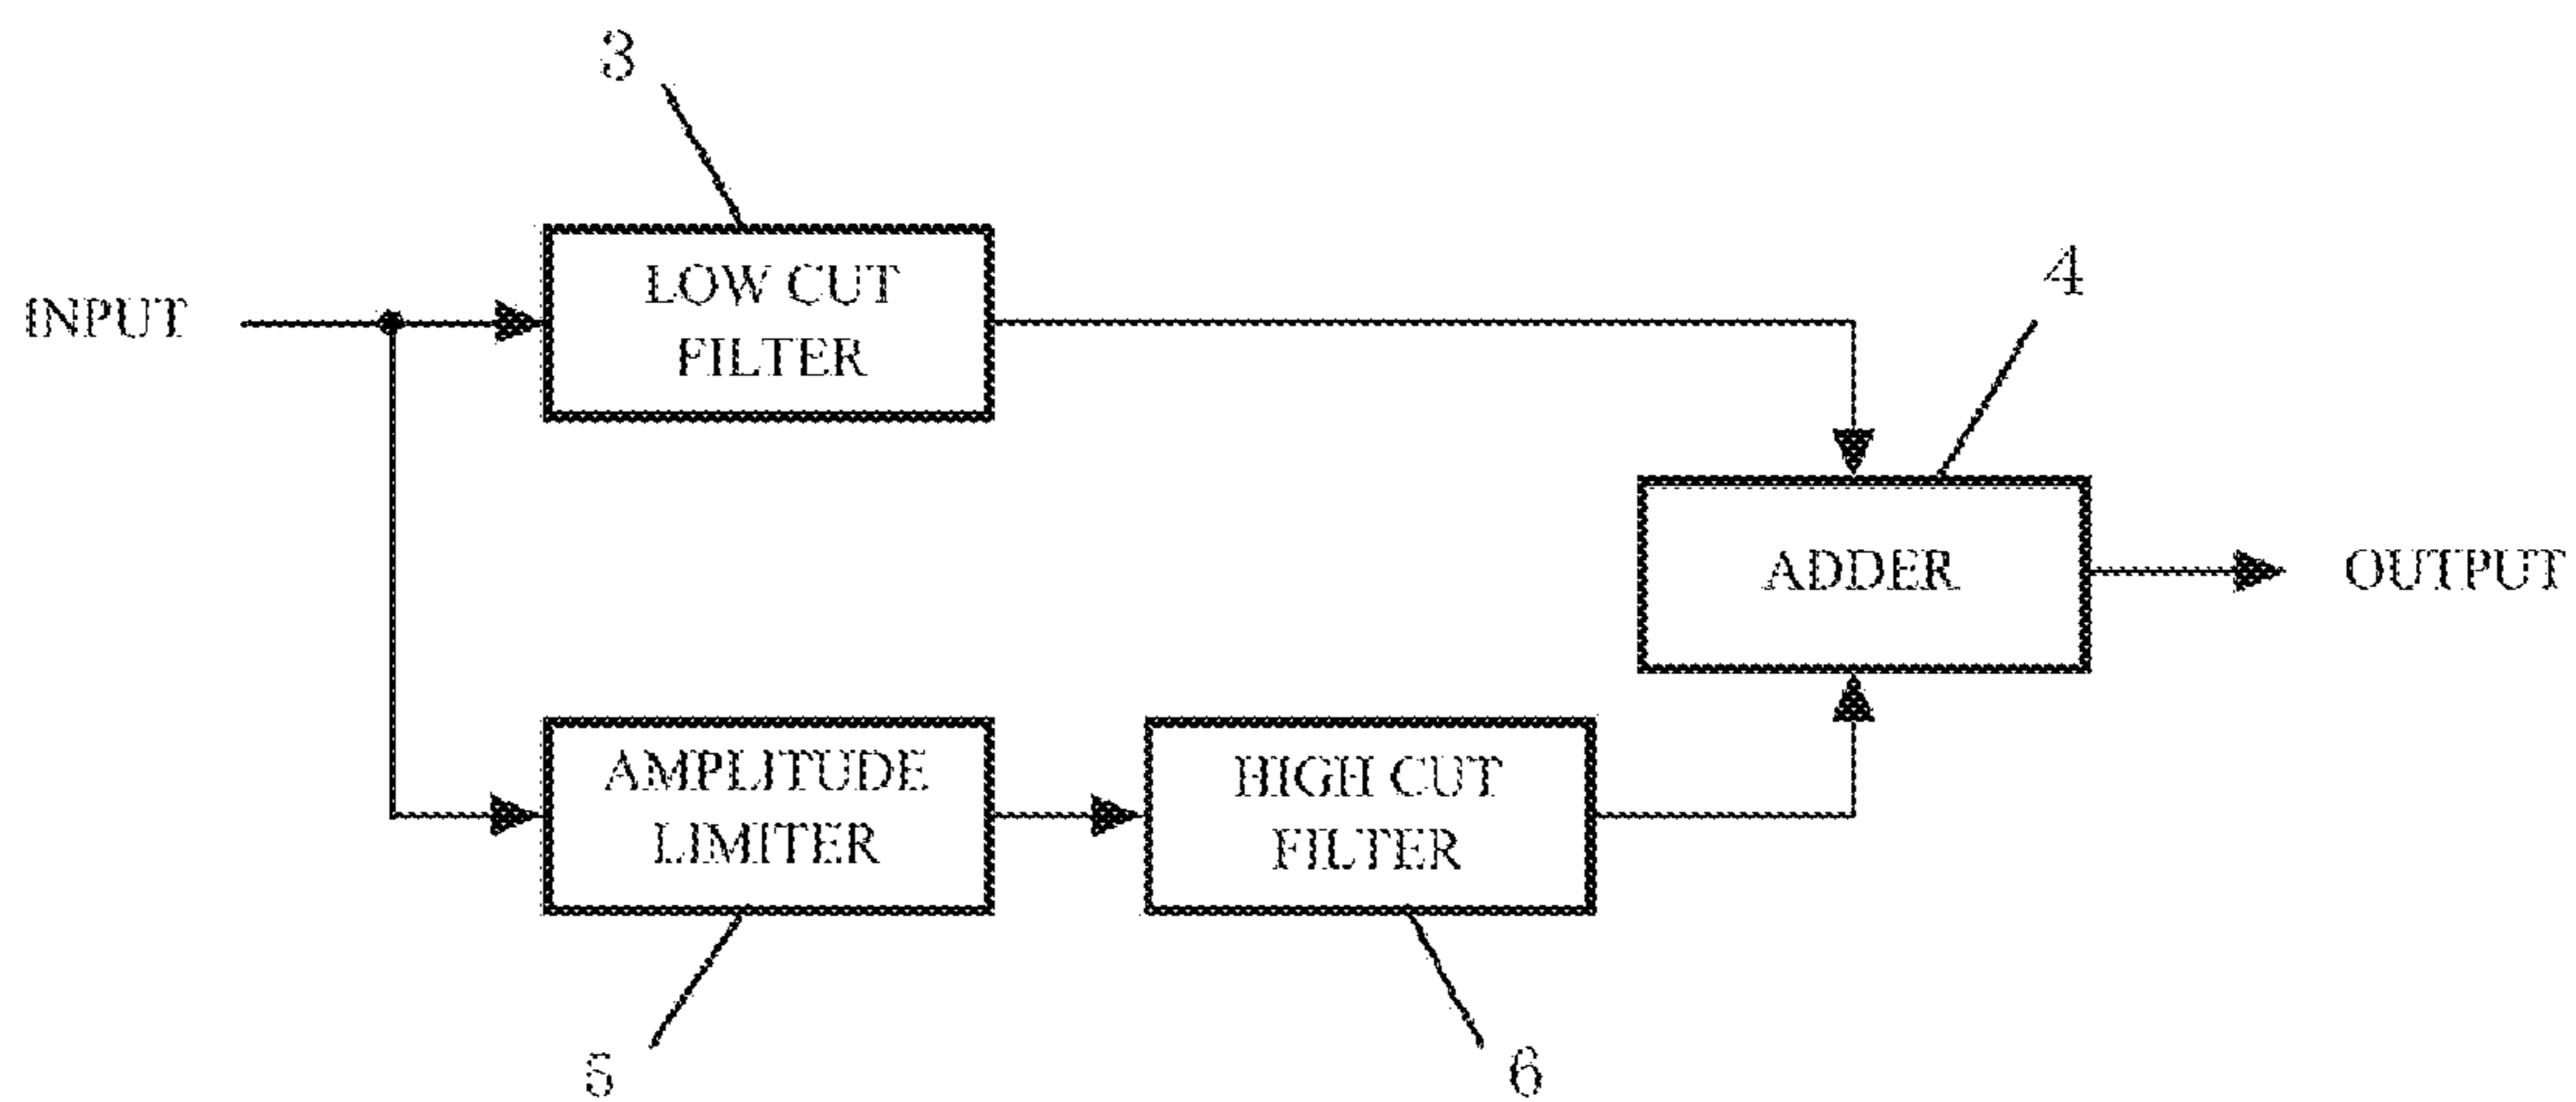 3
LOW CUT
FILTER
4
INPUT
ADDER
OUTPUT
AMPLITUDE
LIMITER
HIGH CUT
FILTER
5
6